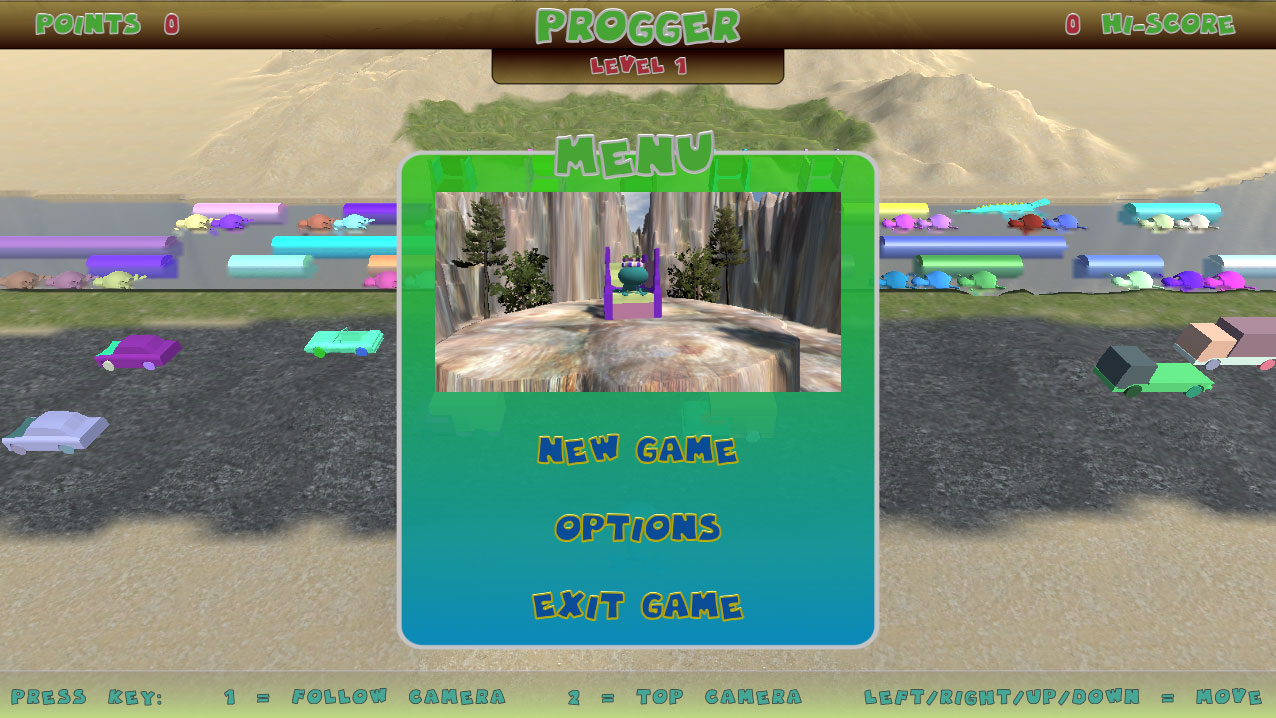 POINTS 0
PROGGER
0 HI-SCORE
LEVEL 1
MENU
NEW GAME
OPTIONS
EXIT GAME
PRESS KEY: 1 = FOLLOW CAMERA 2 = TOP CAMERA LEFT/RIGHT/UP/DOWN = MOVE